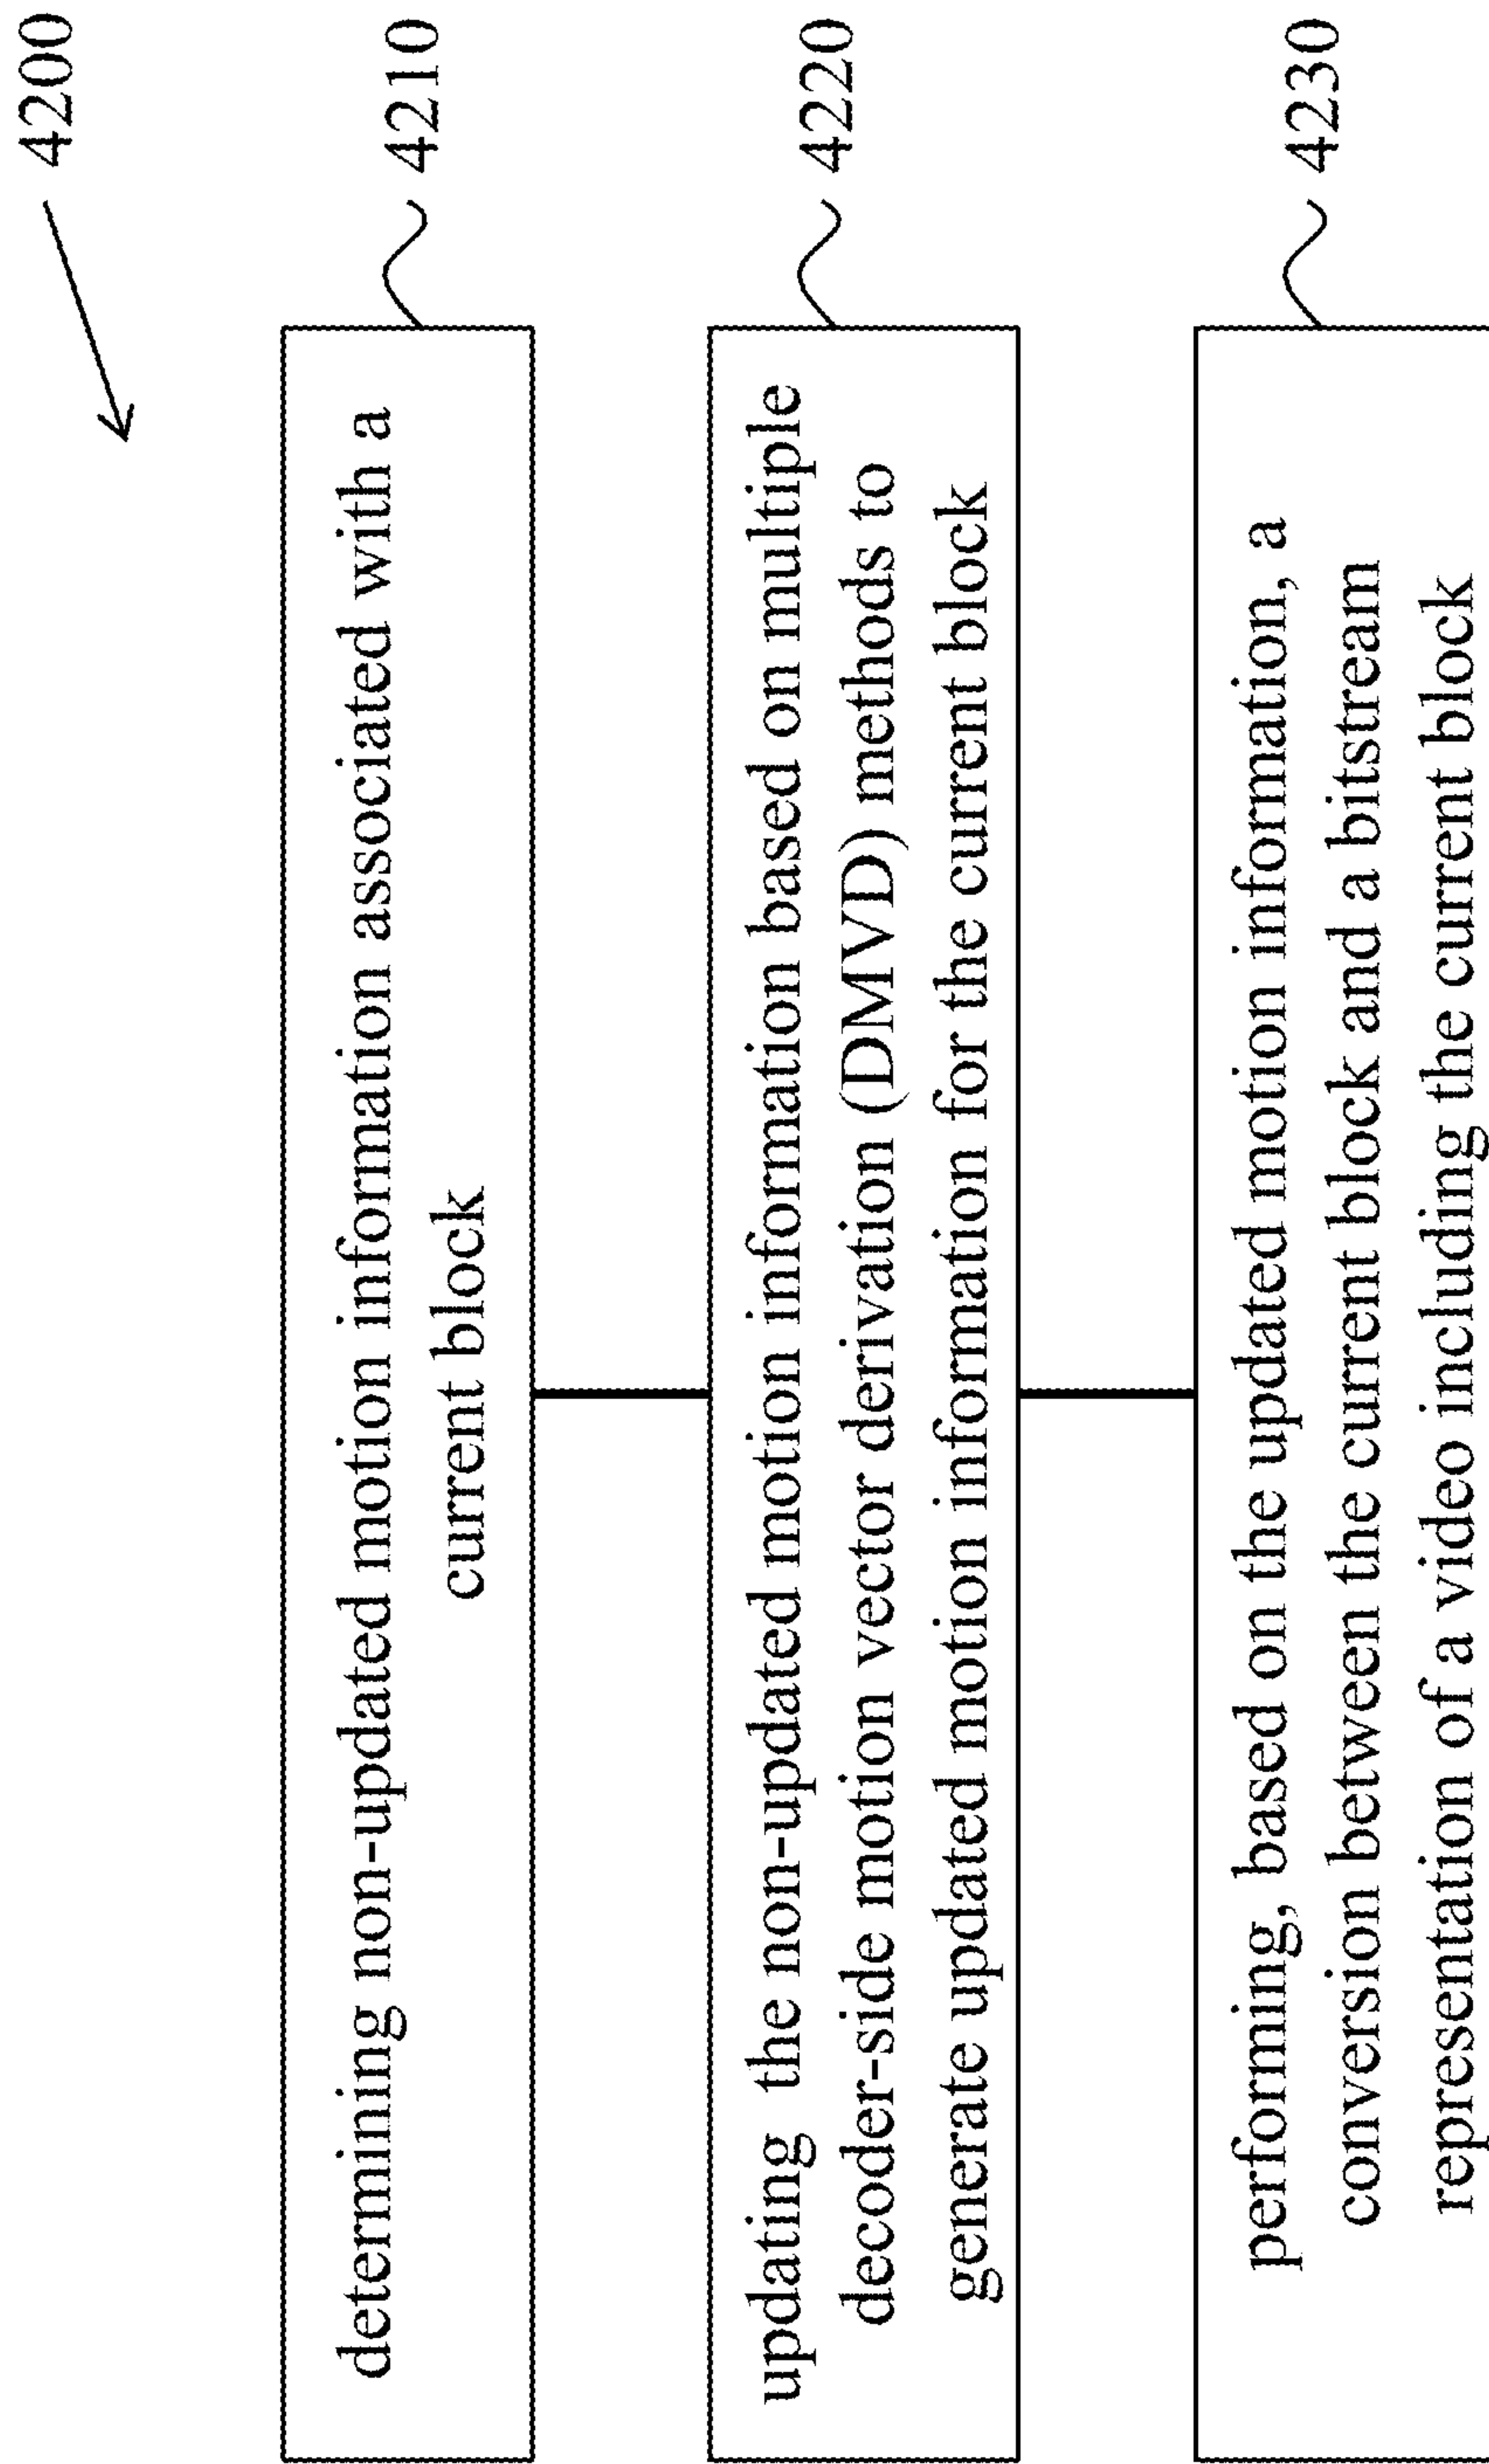 4200
determining non-updated motion information associated with a
current block
4210
updating the non-updated motion information based on multiple
decoder-side motion vector derivation (DMVD) methods to
generate updated motion information for the current block
4220
performing, based on the updated motion information, a
conversion between the current block and a bitstream
representation of a video including the current block
4230